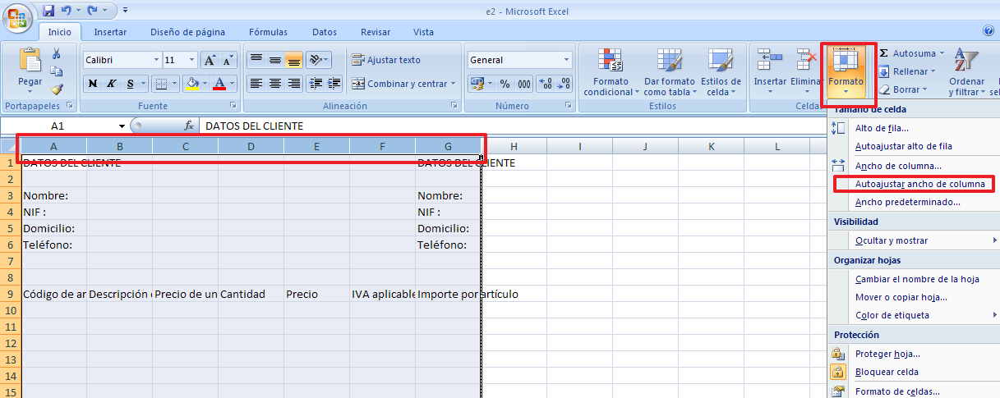 e2 - Microsoft Excel
Inicio Insertar Diseño de página Fórmulas Datos Revisar Vista
Pegar
Portapapeles
Calibri 11 A A
N K S A
Fuente
Ajustar texto
Combinar y centrar
Alineación
General
% 000
Número
Formato condicional
Dar formato como tabla
Estilos de celda
Estilos
Insertar Eliminar Formato
Celdas
Σ Autosuma
Rellenar
Borrar
Ordenar y filtrar
A1 fx DATOS DEL CLIENTE
A B C D E F G H I J K L
1 DATOS DEL CLIENTE DATOS DEL CLIENTE
2
3 Nombre: Nombre:
4 NIF : NIF :
5 Domicilio: Domicilio:
6 Teléfono: Teléfono:
7
8
9 Código de ar Descripción Precio de un Cantidad Precio IVA aplicable Importe por artículo
10
11
12
13
14
15
Tamaño de celda
Alto de fila...
Autoajustar alto de fila
Ancho de columna...
Autoajustar ancho de columna
Ancho predeterminado...
Visibilidad
Ocultar y mostrar
Organizar hojas
Cambiar el nombre de la hoja
Mover o copiar hoja...
Color de etiqueta
Protección
Proteger hoja...
Bloquear celda
Formato de celdas...